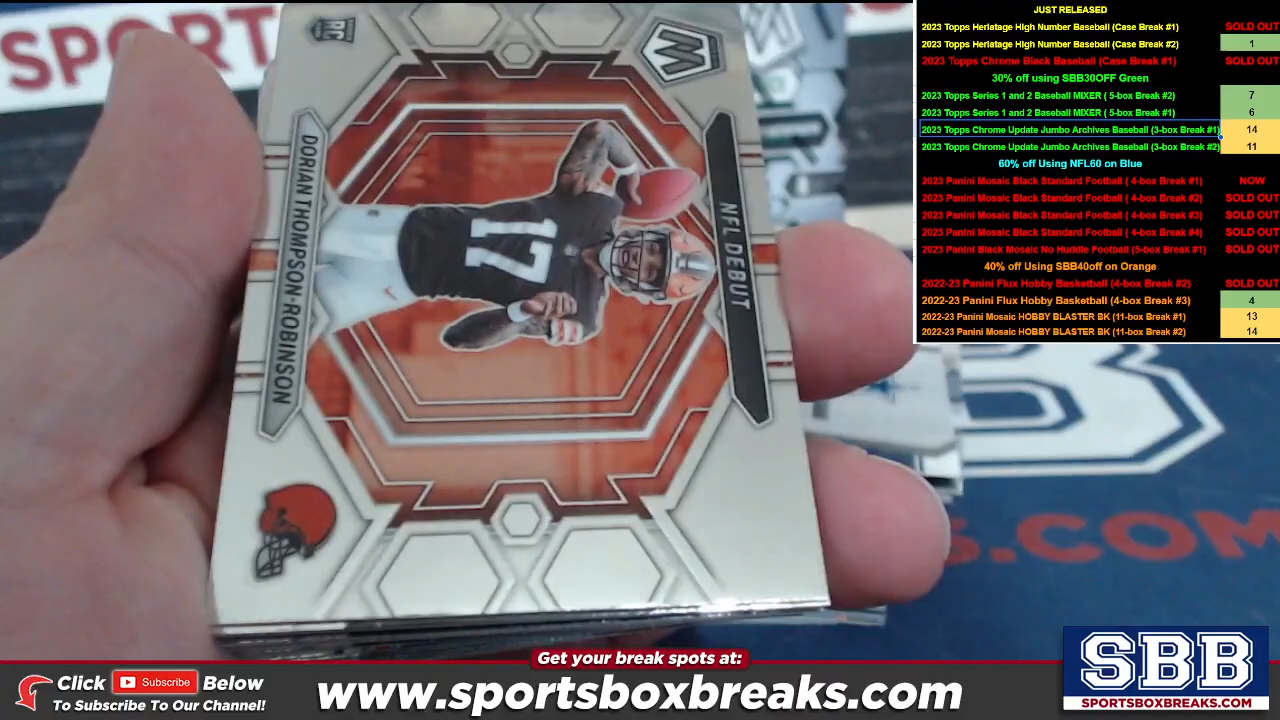 SPORT
RC
M
DORIAN THOMPSON-ROBINSON
NFL DEBUT
17
S.COM
JUST RELEASED
2023 Topps Herlatage High Number Baseball (Case Break #1) SOLD OUT
2023 Topps Herlatage High Number Baseball (Case Break #2) 1
2023 Topps Chrome Black Baseball (Case Break #1) SOLD OUT
30% off using SBB30OFF Green
2023 Topps Series 1 and 2 Baseball MIXER ( 5-box Break #2) 7
2023 Topps Series 1 and 2 Baseball MIXER ( 5-box Break #1) 6
2023 Topps Chrome Update Jumbo Archives Baseball (3-box Break #1) 14
2023 Topps Chrome Update Jumbo Archives Baseball (3-box Break #2) 11
60% off Using NFL60 on Blue
2023 Panini Mosaic Black Standard Football ( 4-box Break #1) NOW
2023 Panini Mosaic Black Standard Football ( 4-box Break #2) SOLD OUT
2023 Panini Mosaic Black Standard Football ( 4-box Break #3) SOLD OUT
2023 Panini Mosaic Black Standard Football ( 4-box Break #4) SOLD OUT
2023 Panini Black Mosaic No Huddle Football (5-box Break #1) SOLD OUT
40% off Using SBB40off on Orange
2022-23 Panini Flux Hobby Basketball (4-box Break #2) SOLD OUT
2022-23 Panini Flux Hobby Basketball (4-box Break #3) 4
2022-23 Panini Mosaic HOBBY BLASTER BK (11-box Break #1) 13
2022-23 Panini Mosaic HOBBY BLASTER BK (11-box Break #2) 14
Get your break spots at:
Click Subscribe Below
To Subscribe To Our Channel!
www.sportsboxbreaks.com
SBB
SPORTSBOXBREAKS.COM